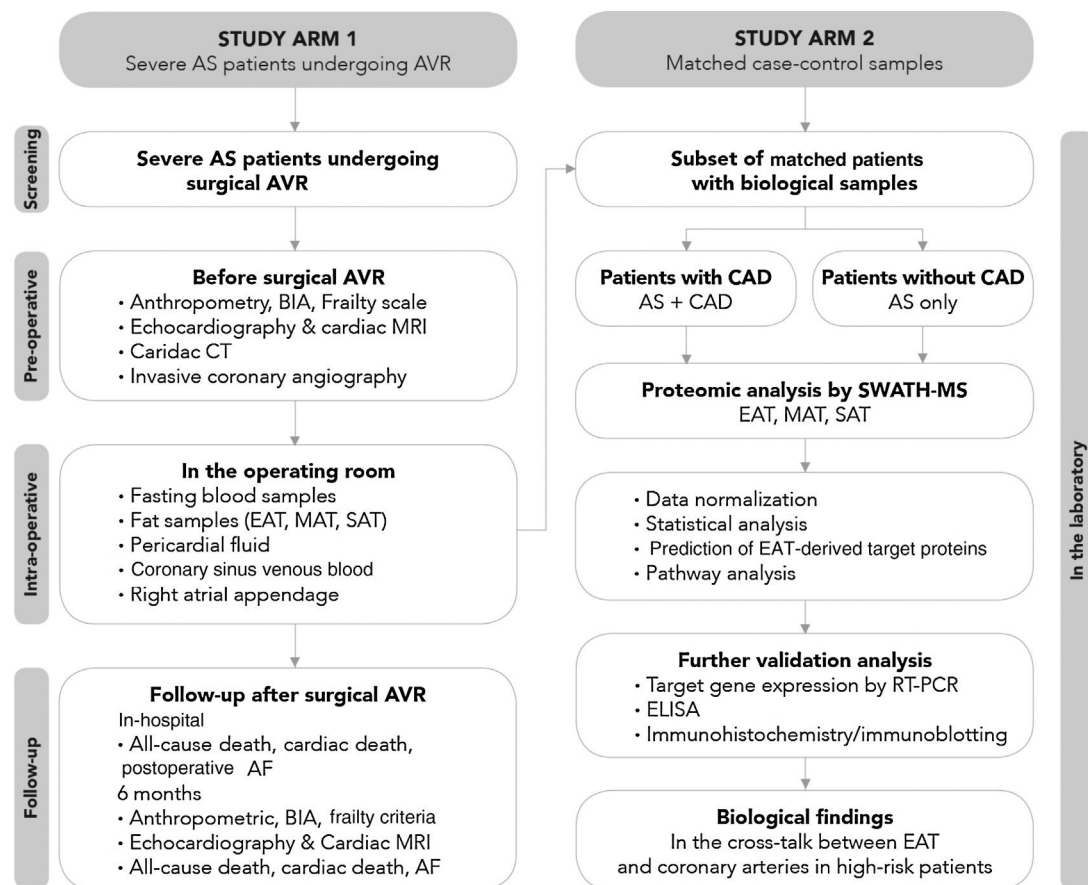 STUDY ARM 1
Severe AS patients undergoing AVR
Screening
Severe AS patients undergoing
surgical AVR
Pre-operative
Before surgical AVR
• Anthropometry, BIA, Frailty scale
• Echocardiography & cardiac MRI
• Caridac CT
• Invasive coronary angiography
Intra-operative
In the operating room
• Fasting blood samples
• Fat samples (EAT, MAT, SAT)
• Pericardial fluid
• Coronary sinus venous blood
• Right atrial appendage
Follow-up
Follow-up after surgical AVR
In-hospital
• All-cause death, cardiac death,
postoperative AF
6 months
• Anthropometric, BIA, frailty criteria
• Echocardiography & Cardiac MRI
• All-cause death, cardiac death, AF
STUDY ARM 2
Matched case-control samples
Subset of matched patients
with biological samples
Patients with CAD
AS + CAD
Patients without CAD
AS only
Proteomic analysis by SWATH-MS
EAT, MAT, SAT
• Data normalization
• Statistical analysis
• Prediction of EAT-derived target proteins
• Pathway analysis
Further validation analysis
• Target gene expression by RT-PCR
• ELISA
• Immunohistochemistry/immunoblotting
Biological findings
In the cross-talk between EAT
and coronary arteries in high-risk patients
In the laboratory